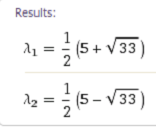 Results:
λ₁ = 1/2 (5 + √33)
λ₂ = 1/2 (5 − √33)